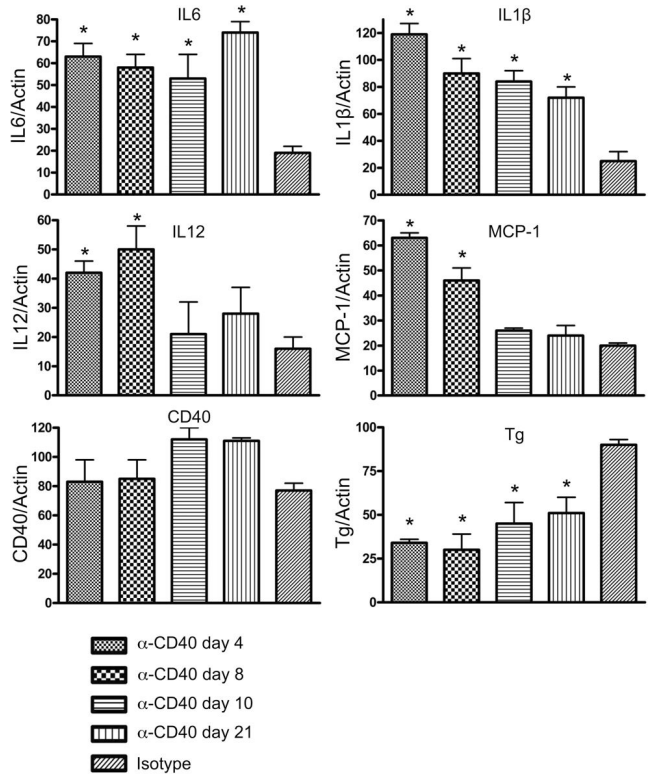 IL6
IL6/Actin
80
70
60
50
40
30
20
10
0
* * * *
IL1β
IL1β/Actin
120
100
80
60
40
20
0
* * * *
IL12
IL12/Actin
60
50
40
30
20
10
0
* *
MCP-1
MCP-1/Actin
70
60
50
40
30
20
10
0
* *
CD40
CD40/Actin
120
100
80
60
40
20
0
Tg
Tg/Actin
100
75
50
25
0
* * * *
α-CD40 day 4
α-CD40 day 8
α-CD40 day 10
α-CD40 day 21
Isotype